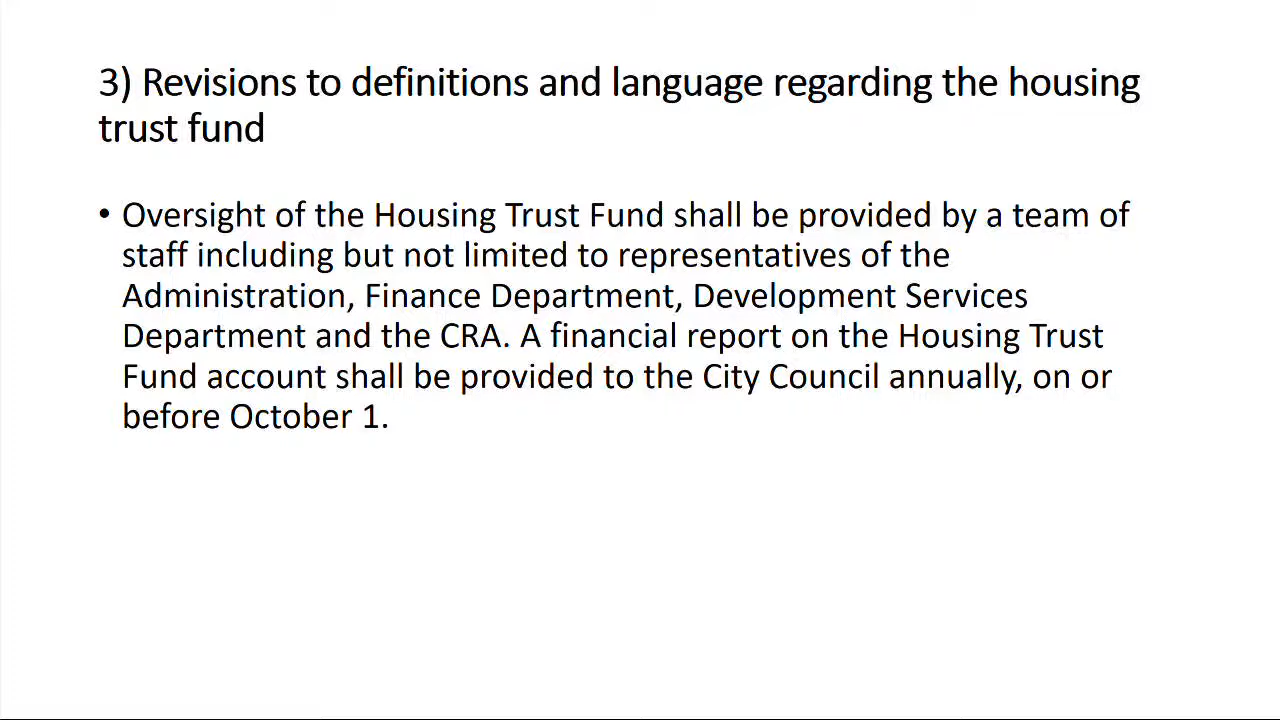 3) Revisions to definitions and language regarding the housing
trust fund
• Oversight of the Housing Trust Fund shall be provided by a team of
staff including but not limited to representatives of the
Administration, Finance Department, Development Services
Department and the CRA. A financial report on the Housing Trust
Fund account shall be provided to the City Council annually, on or
before October 1.